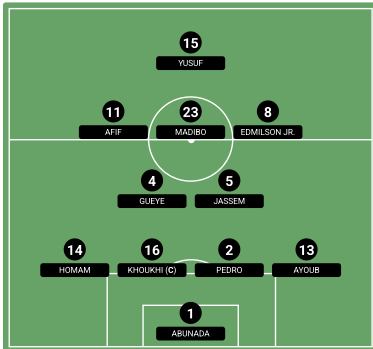 15
YUSUF
11 23 8
AFIF MADIBO EDMILSON JR.
4 5
GUEYE JASSEM
14 16 2 13
HOMAM KHOUKHI (C) PEDRO AYOUB
1
ABUNADA